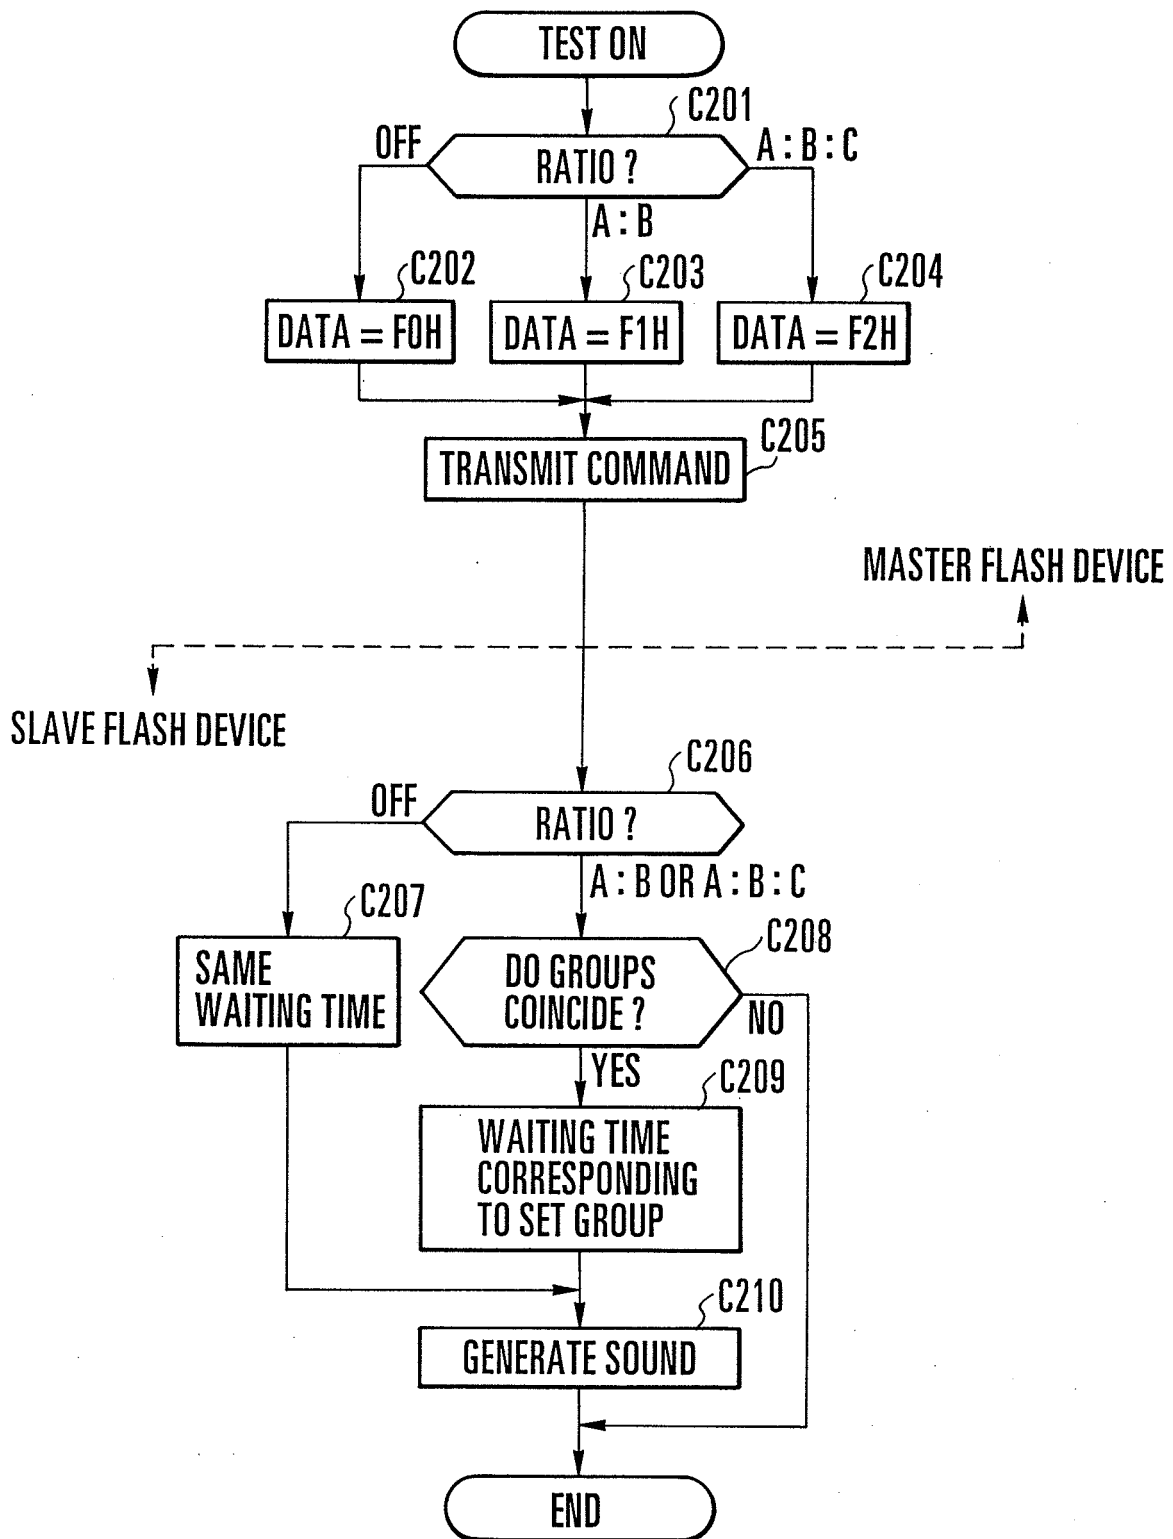 TEST ON
C201
OFF
RATIO ?
A : B : C
A : B
C202
C203
C204
DATA = F0H
DATA = F1H
DATA = F2H
C205
TRANSMIT COMMAND
MASTER FLASH DEVICE
SLAVE FLASH DEVICE
C206
OFF
RATIO ?
A : B OR A : B : C
C207
C208
SAME
WAITING TIME
DO GROUPS
COINCIDE ?
NO
YES
C209
WAITING TIME
CORRESPONDING
TO SET GROUP
C210
GENERATE SOUND
END